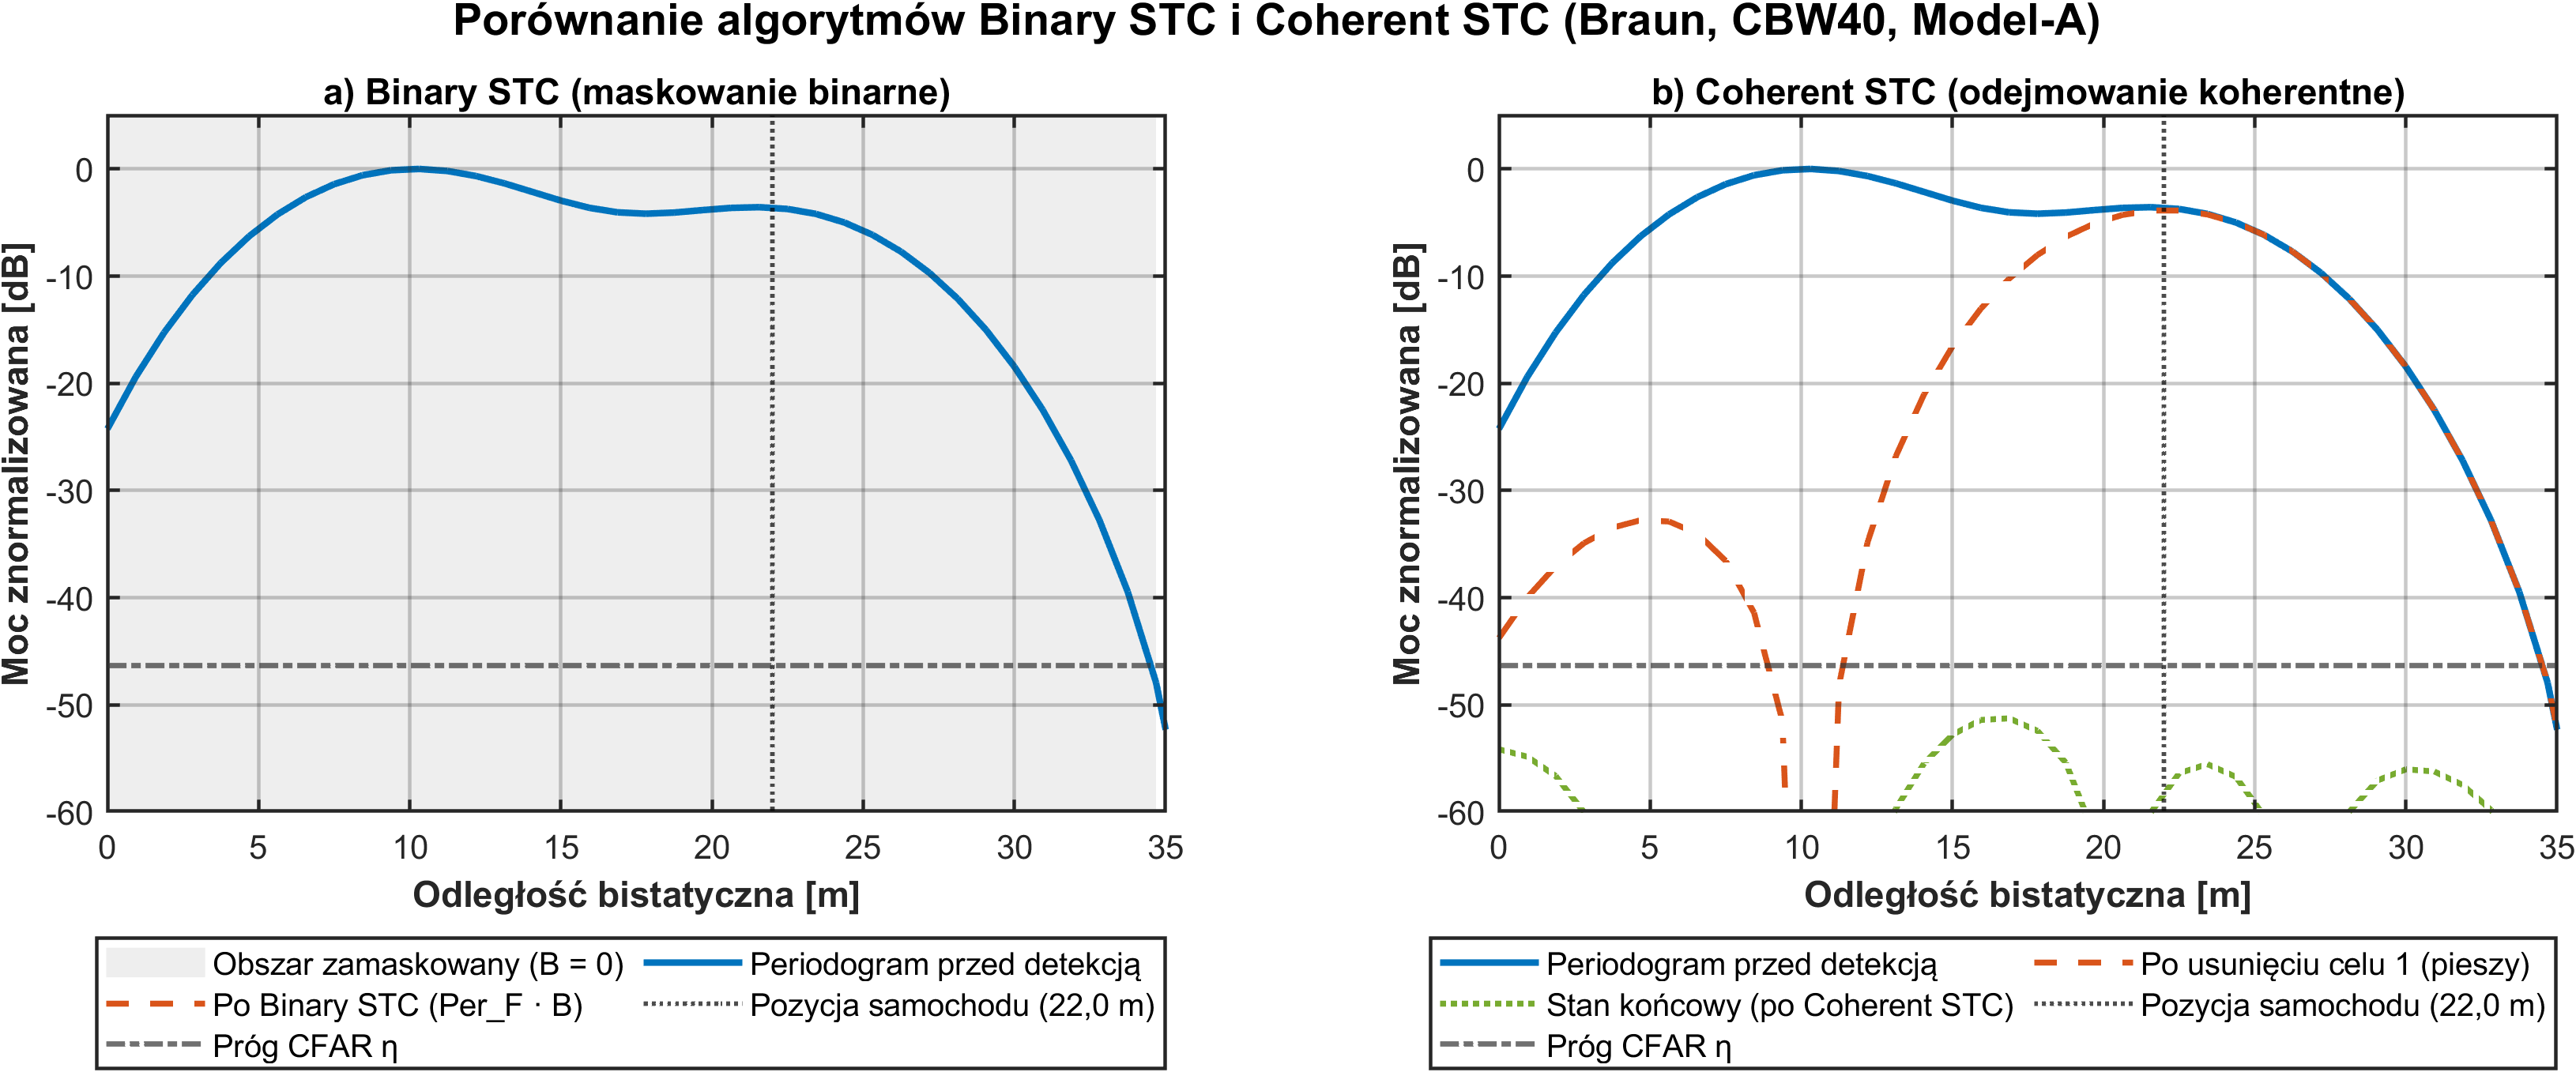 Porównanie algorytmów Binary STC i Coherent STC (Braun, CBW40, Model-A)
a) Binary STC (maskowanie binarne)
Moc znormalizowana [dB]
0
-10
-20
-30
-40
-50
-60
0 5 10 15 20 25 30 35
Odległość bistatyczna [m]
Obszar zamaskowany (B = 0)
Periodogram przed detekcją
Po Binary STC (Per_F · B)
Pozycja samochodu (22,0 m)
Próg CFAR η
b) Coherent STC (odejmowanie koherentne)
Moc znormalizowana [dB]
0
-10
-20
-30
-40
-50
-60
0 5 10 15 20 25 30 35
Odległość bistatyczna [m]
Periodogram przed detekcją
Po usunięciu celu 1 (pieszy)
Stan końcowy (po Coherent STC)
Pozycja samochodu (22,0 m)
Próg CFAR η